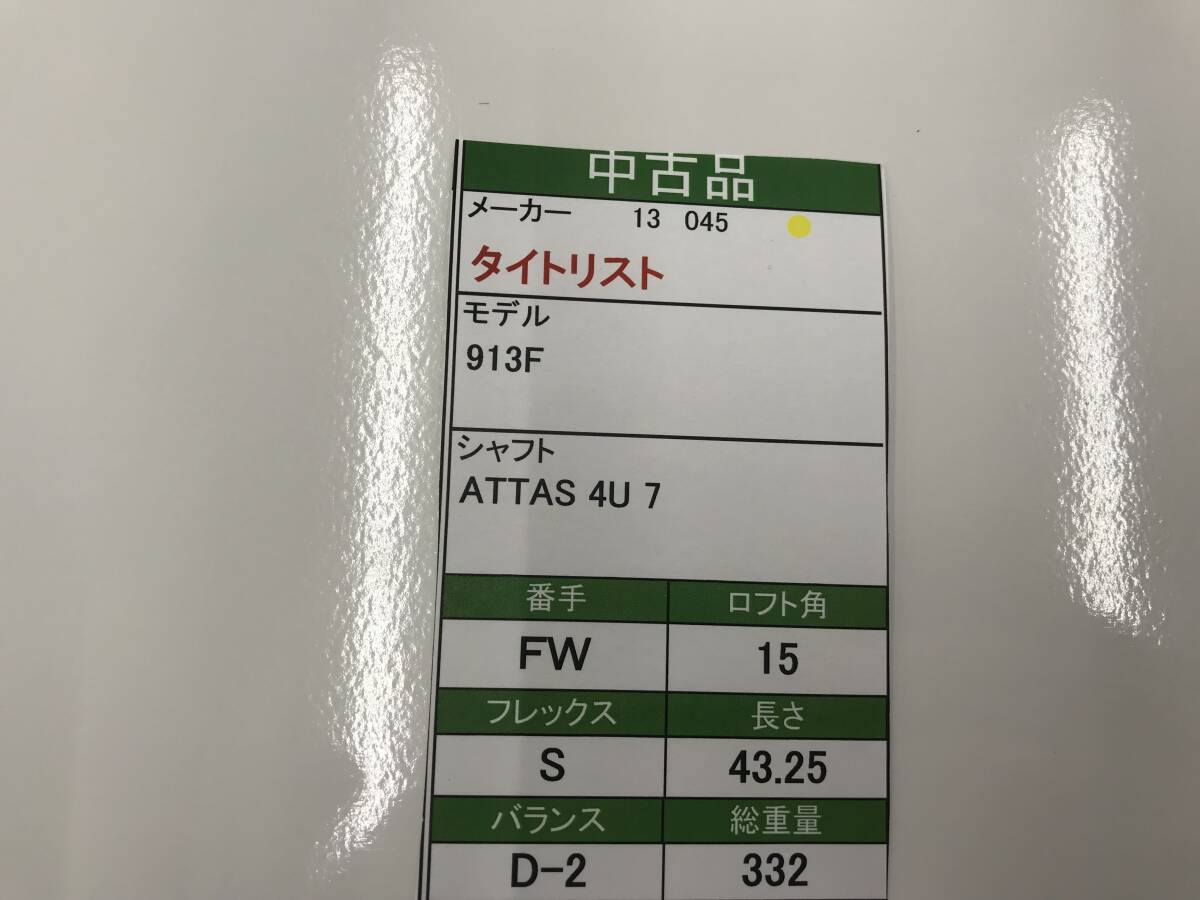 中古品
メーカー 13 045
タイトリスト
モデル
913F
シャフト
ATTAS 4U 7
番手 ロフト角
FW 15
フレックス 長さ
S 43.25
バランス 総重量
D-2 332